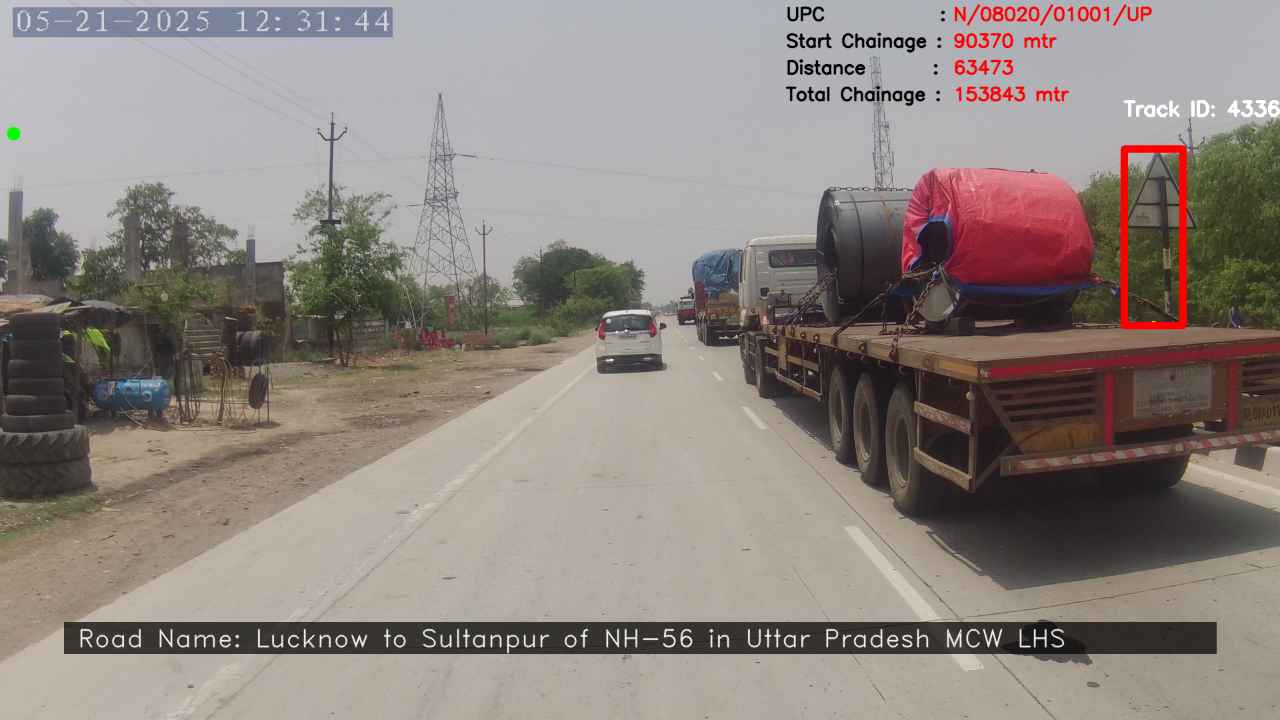 05-21-2025 12:31:44
UPC : N/08020/01001/UP
Start Chainage : 90370 mtr
Distance : 63473
Total Chainage : 153843 mtr
Track ID: 4336
Road Name: Lucknow to Sultanpur of NH-56 in Uttar Pradesh MCW LHS